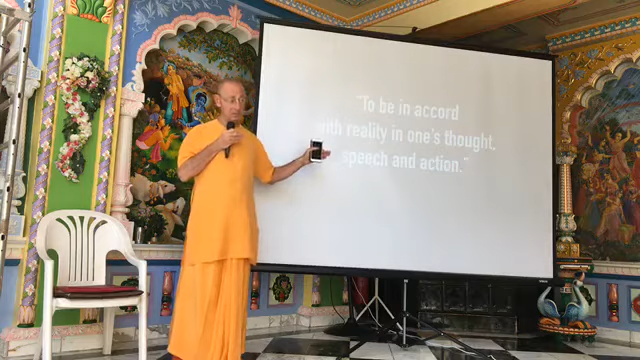 "To be in accord
with reality in one's thought,
speech and action."